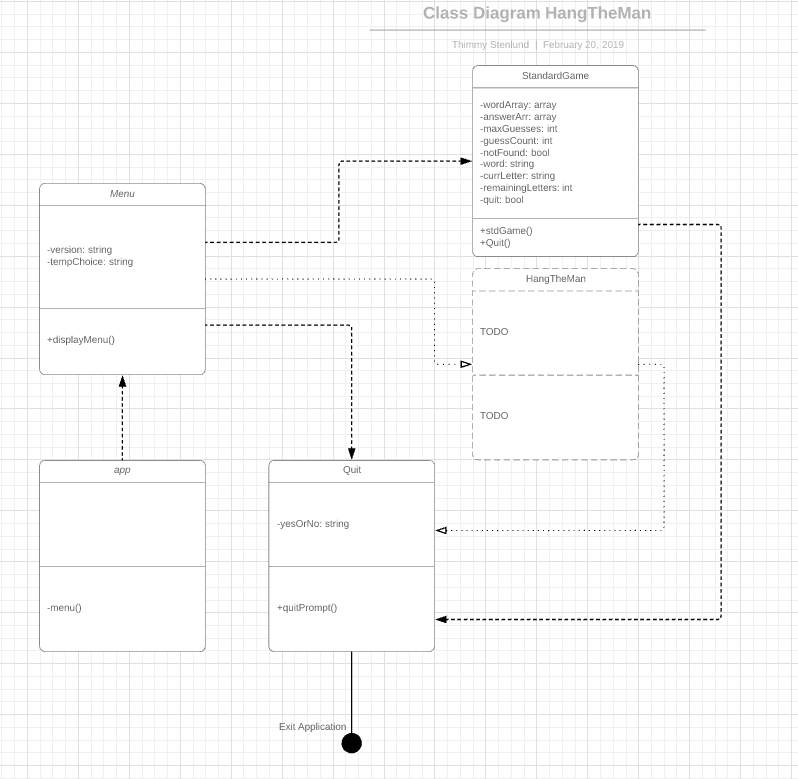 Class Diagram HangTheMan
Thimmy Stenlund | February 20, 2019
StandardGame
-wordArray: array
-answerArr: array
-maxGuesses: int
-guessCount: int
-notFound: bool
-word: string
-currLetter: string
-remainingLetters: int
-quit: bool
+stdGame()
+Quit()
Menu
-version: string
-tempChoice: string
+displayMenu()
HangTheMan
TODO
TODO
app
-menu()
Quit
-yesOrNo: string
+quitPrompt()
Exit Application